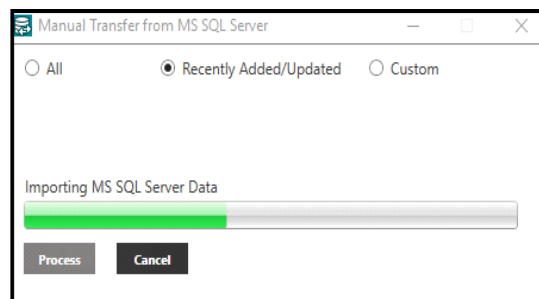 Manual Transfer from MS SQL Server
All Recently Added/Updated Custom
Importing MS SQL Server Data
Process Cancel